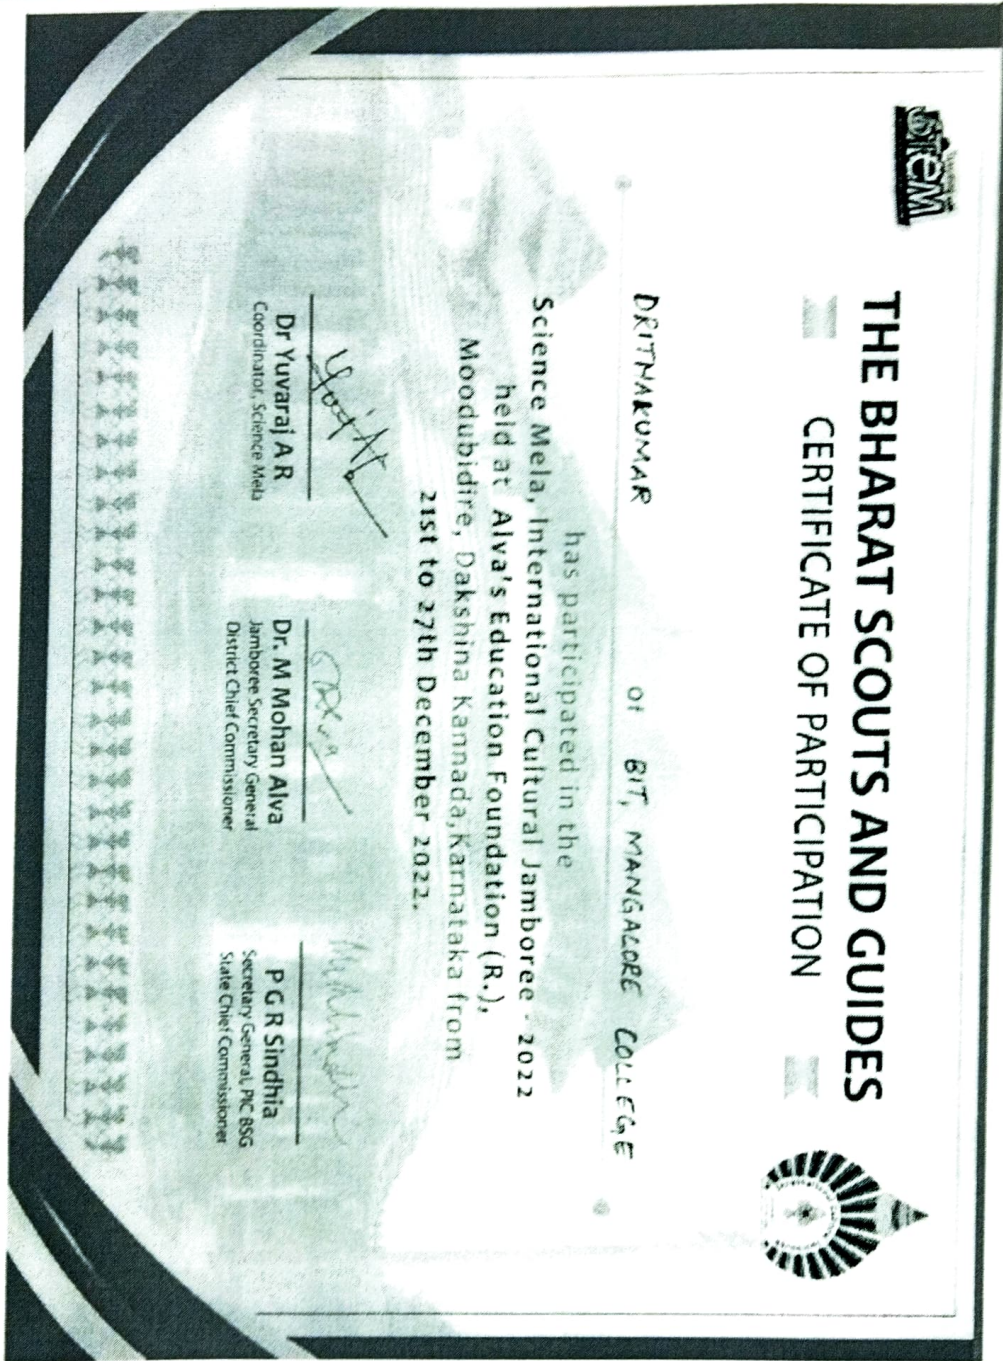 STEM
THE BHARAT SCOUTS AND GUIDES
CERTIFICATE OF PARTICIPATION
DRITHAKUMAR of BIT, MANGALORE COLLEGE
has participated in the
Science Mela, International Cultural Jamboree - 2022
held at Alva's Education Foundation (R.),
Moodubidire, Dakshina Kannada, Karnataka from
21st to 27th December 2022.
Dr Yuvaraj A R
Coordinator, Science Mela
Dr. M Mohan Alva
Jamboree Secretary General
District Chief Commissioner
P G R Sindhia
Secretary General, PIC BSG
State Chief Commissioner